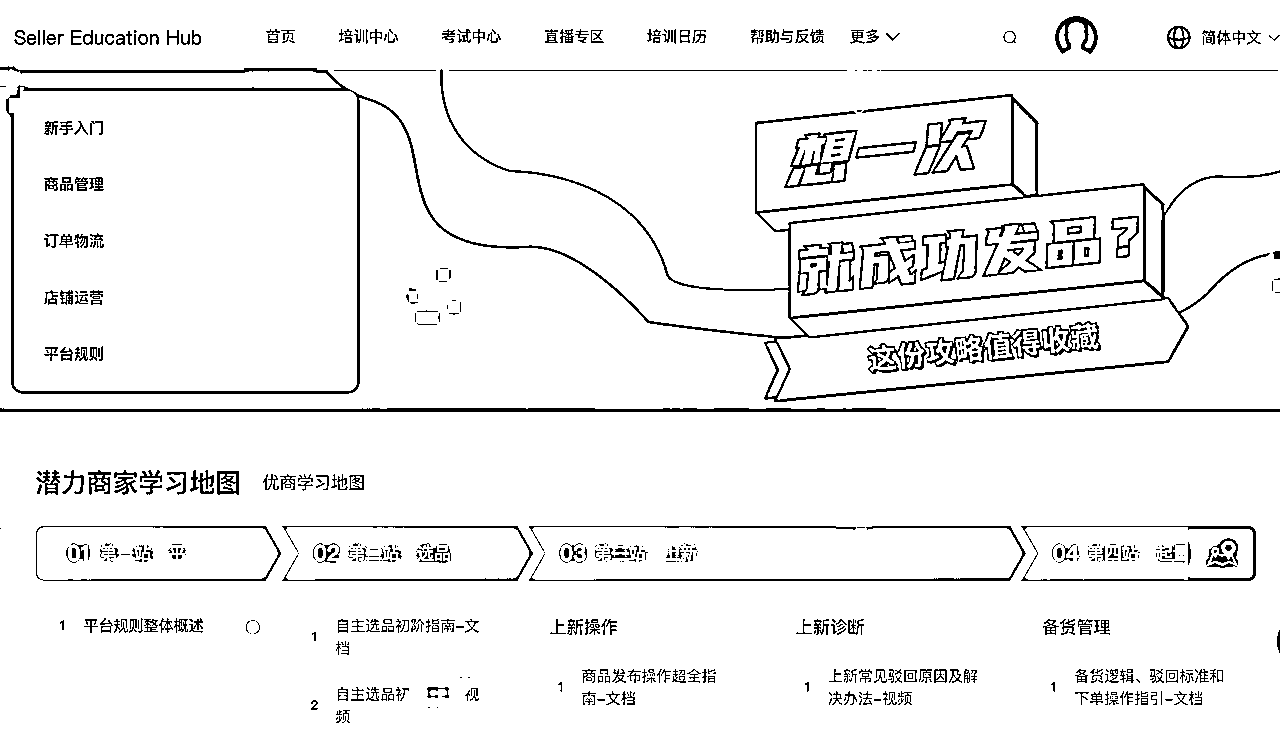 Seller Education Hub
首页
培训中心
考试中心
直播专区
培训日历
帮助与反馈
更多
简体中文
新手入门
商品管理
订单物流
店铺运营
平台规则
想一次
就成功发品?
这份攻略值得收藏
潜力商家学习地图
优商学习地图
01 第一站
02 第二站 选品
03 第三站 上新
04 第四站
1 平台规则整体概述
1 自主选品初阶指南-文
档
2 自主选品初 视
频
上新操作
1 商品发布操作超全指
南-文档
上新诊断
1 上新常见驳回原因及解
决办法-视频
备货管理
1 备货逻辑、驳回标准和
下单操作指引-文档